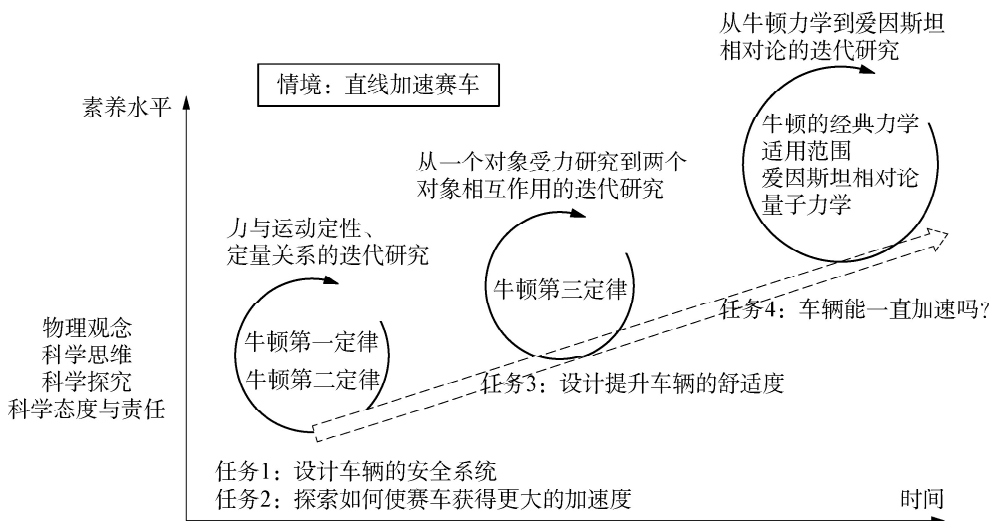 从牛顿力学到爱因斯坦
相对论的迭代研究
情境：直线加速赛车
素养水平
牛顿的经典力学
适用范围
爱因斯坦相对论
量子力学
从一个对象受力研究到两个
对象相互作用的迭代研究
力与运动定性、
定量关系的迭代研究
牛顿第三定律
任务4：车辆能一直加速吗?
物理观念
科学思维
科学探究
科学态度与责任
牛顿第一定律
牛顿第二定律
任务3：设计提升车辆的舒适度
任务1：设计车辆的安全系统
任务2：探索如何使赛车获得更大的加速度
时间